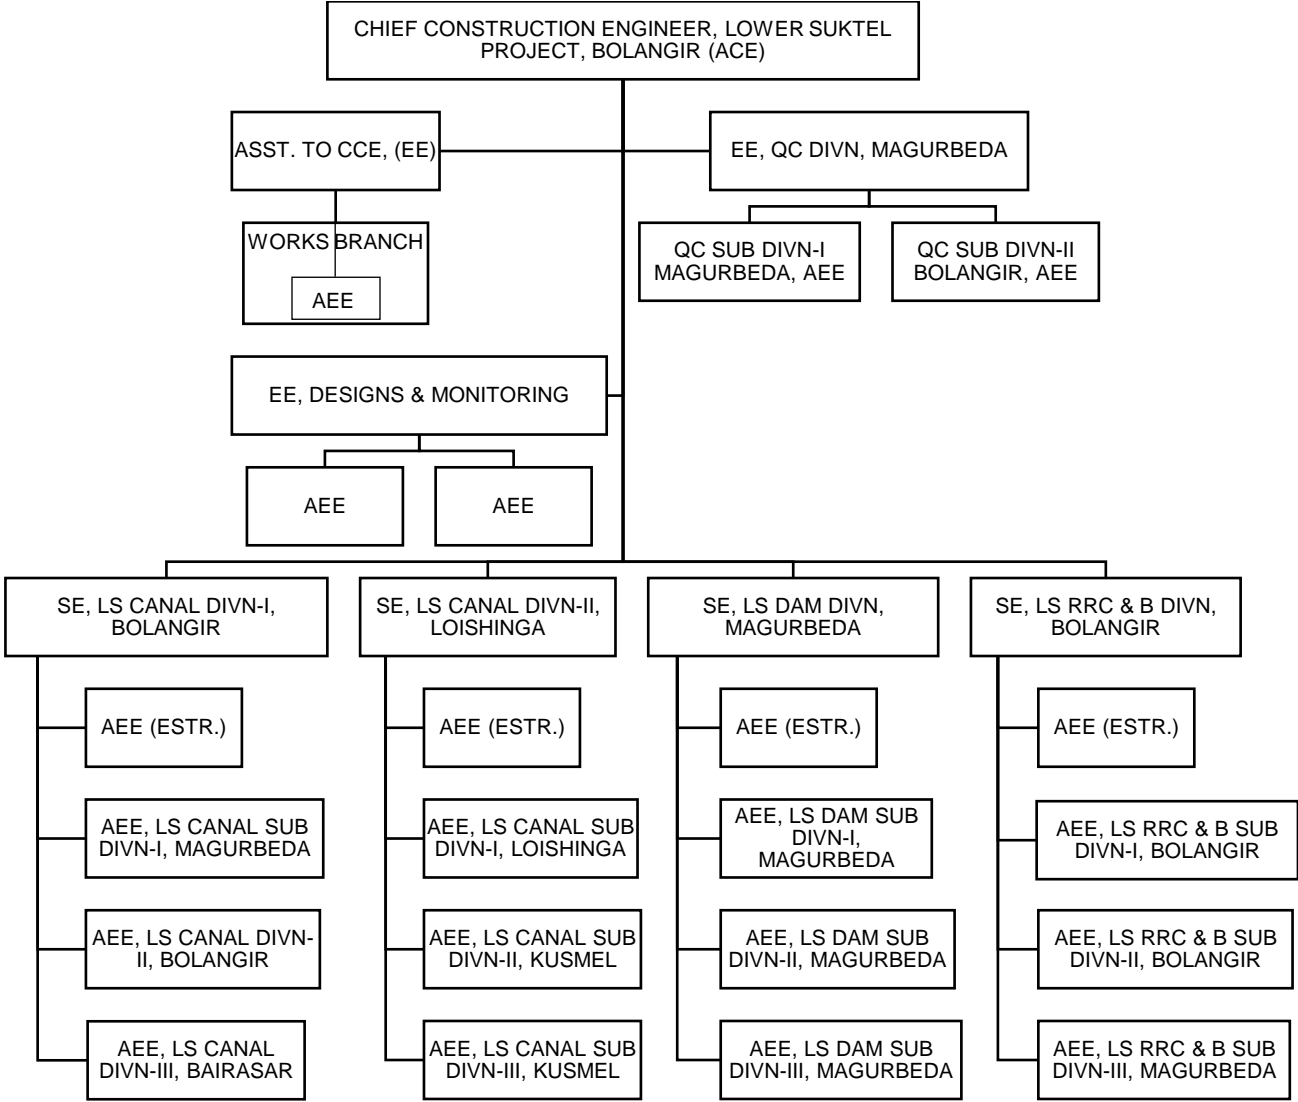 CHIEF CONSTRUCTION ENGINEER, LOWER SUKTEL
PROJECT, BOLANGIR (ACE)
ASST. TO CCE, (EE)
EE, QC DIVN, MAGURBEDA
WORKS BRANCH
AEE
QC SUB DIVN-I
MAGURBEDA, AEE
QC SUB DIVN-II
BOLANGIR, AEE
EE, DESIGNS & MONITORING
AEE
AEE
SE, LS CANAL DIVN-I,
BOLANGIR
SE, LS CANAL DIVN-II,
LOISHINGA
SE, LS DAM DIVN,
MAGURBEDA
SE, LS RRC & B DIVN,
BOLANGIR
AEE (ESTR.)
AEE (ESTR.)
AEE (ESTR.)
AEE (ESTR.)
AEE, LS CANAL SUB
DIVN-I, MAGURBEDA
AEE, LS CANAL SUB
DIVN-I, LOISHINGA
AEE, LS DAM SUB
DIVN-I,
MAGURBEDA
AEE, LS RRC & B SUB
DIVN-I, BOLANGIR
AEE, LS CANAL DIVN-
II, BOLANGIR
AEE, LS CANAL SUB
DIVN-II, KUSMEL
AEE, LS DAM SUB
DIVN-II, MAGURBEDA
AEE, LS RRC & B SUB
DIVN-II, BOLANGIR
AEE, LS CANAL
DIVN-III, BAIRASAR
AEE, LS CANAL SUB
DIVN-III, KUSMEL
AEE, LS DAM SUB
DIVN-III, MAGURBEDA
AEE, LS RRC & B SUB
DIVN-III, MAGURBEDA